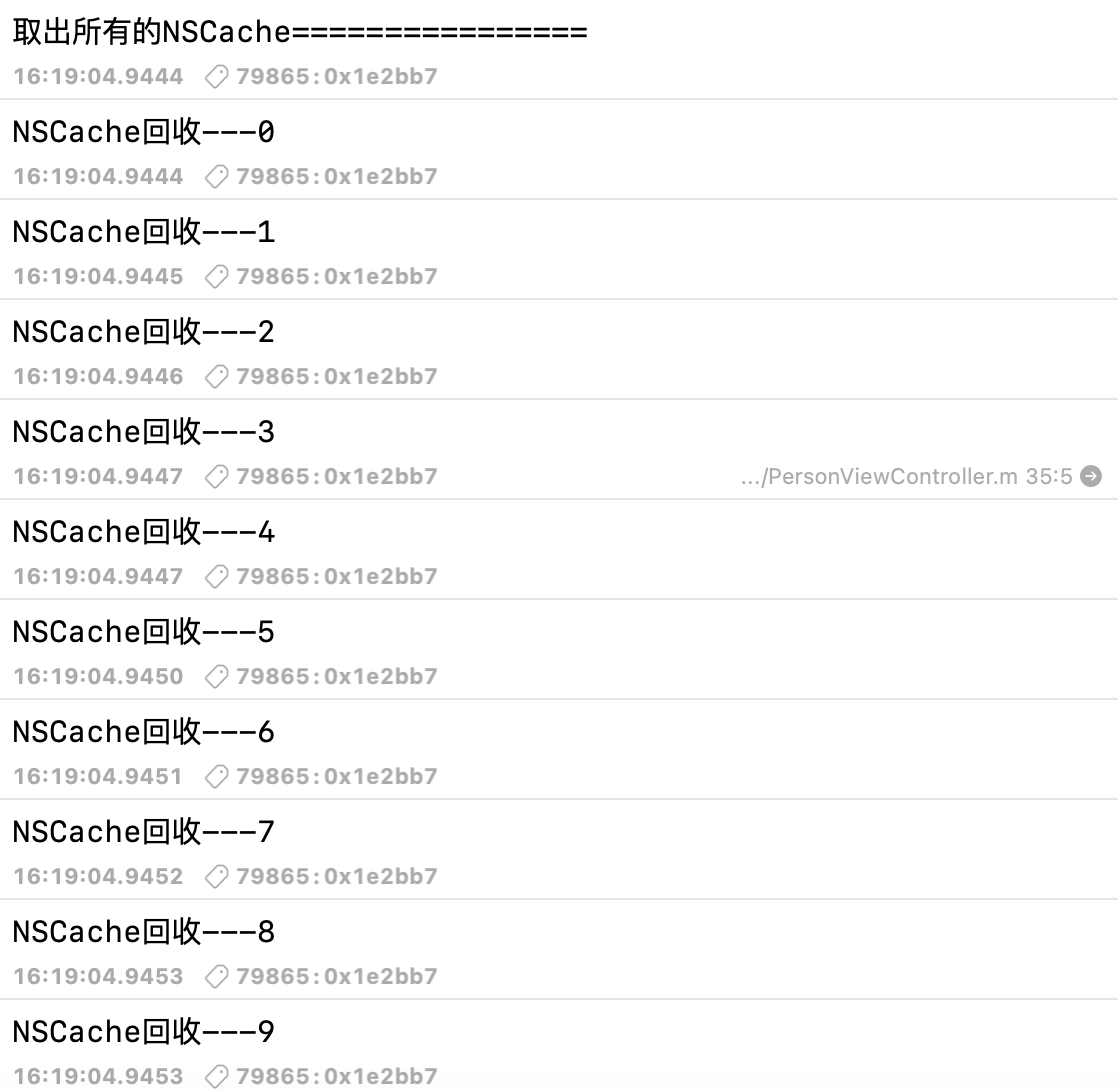 取出所有的NSCache================
16:19:04.9444 79865:0x1e2bb7
NSCache回收---0
16:19:04.9444 79865:0x1e2bb7
NSCache回收---1
16:19:04.9445 79865:0x1e2bb7
NSCache回收---2
16:19:04.9446 79865:0x1e2bb7
NSCache回收---3
16:19:04.9447 79865:0x1e2bb7 .../PersonViewController.m 35:5
NSCache回收---4
16:19:04.9447 79865:0x1e2bb7
NSCache回收---5
16:19:04.9450 79865:0x1e2bb7
NSCache回收---6
16:19:04.9451 79865:0x1e2bb7
NSCache回收---7
16:19:04.9452 79865:0x1e2bb7
NSCache回收---8
16:19:04.9453 79865:0x1e2bb7
NSCache回收---9
16:19:04.9453 79865:0x1e2bb7